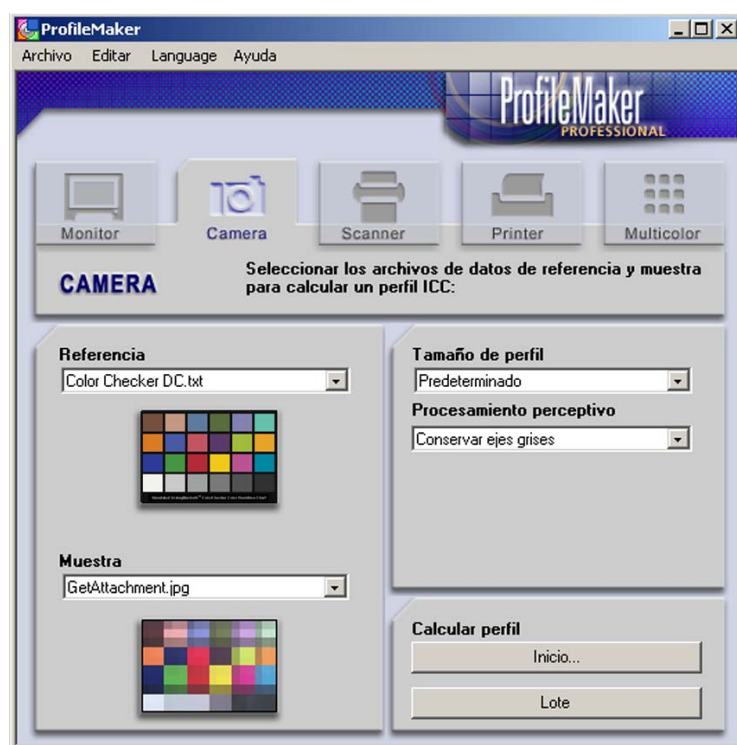 ProfileMaker
Archivo Editar Language Ayuda
ProfileMaker
PROFESSIONAL
Monitor Camera Scanner Printer Multicolor
CAMERA
Seleccionar los archivos de datos de referencia y muestra
para calcular un perfil ICC:
Referencia
Color Checker DC.txt
Muestra
GetAttachment.jpg
Tamaño de perfil
Predeterminado
Procesamiento perceptivo
Conservar ejes grises
Calcular perfil
Inicio...
Lote